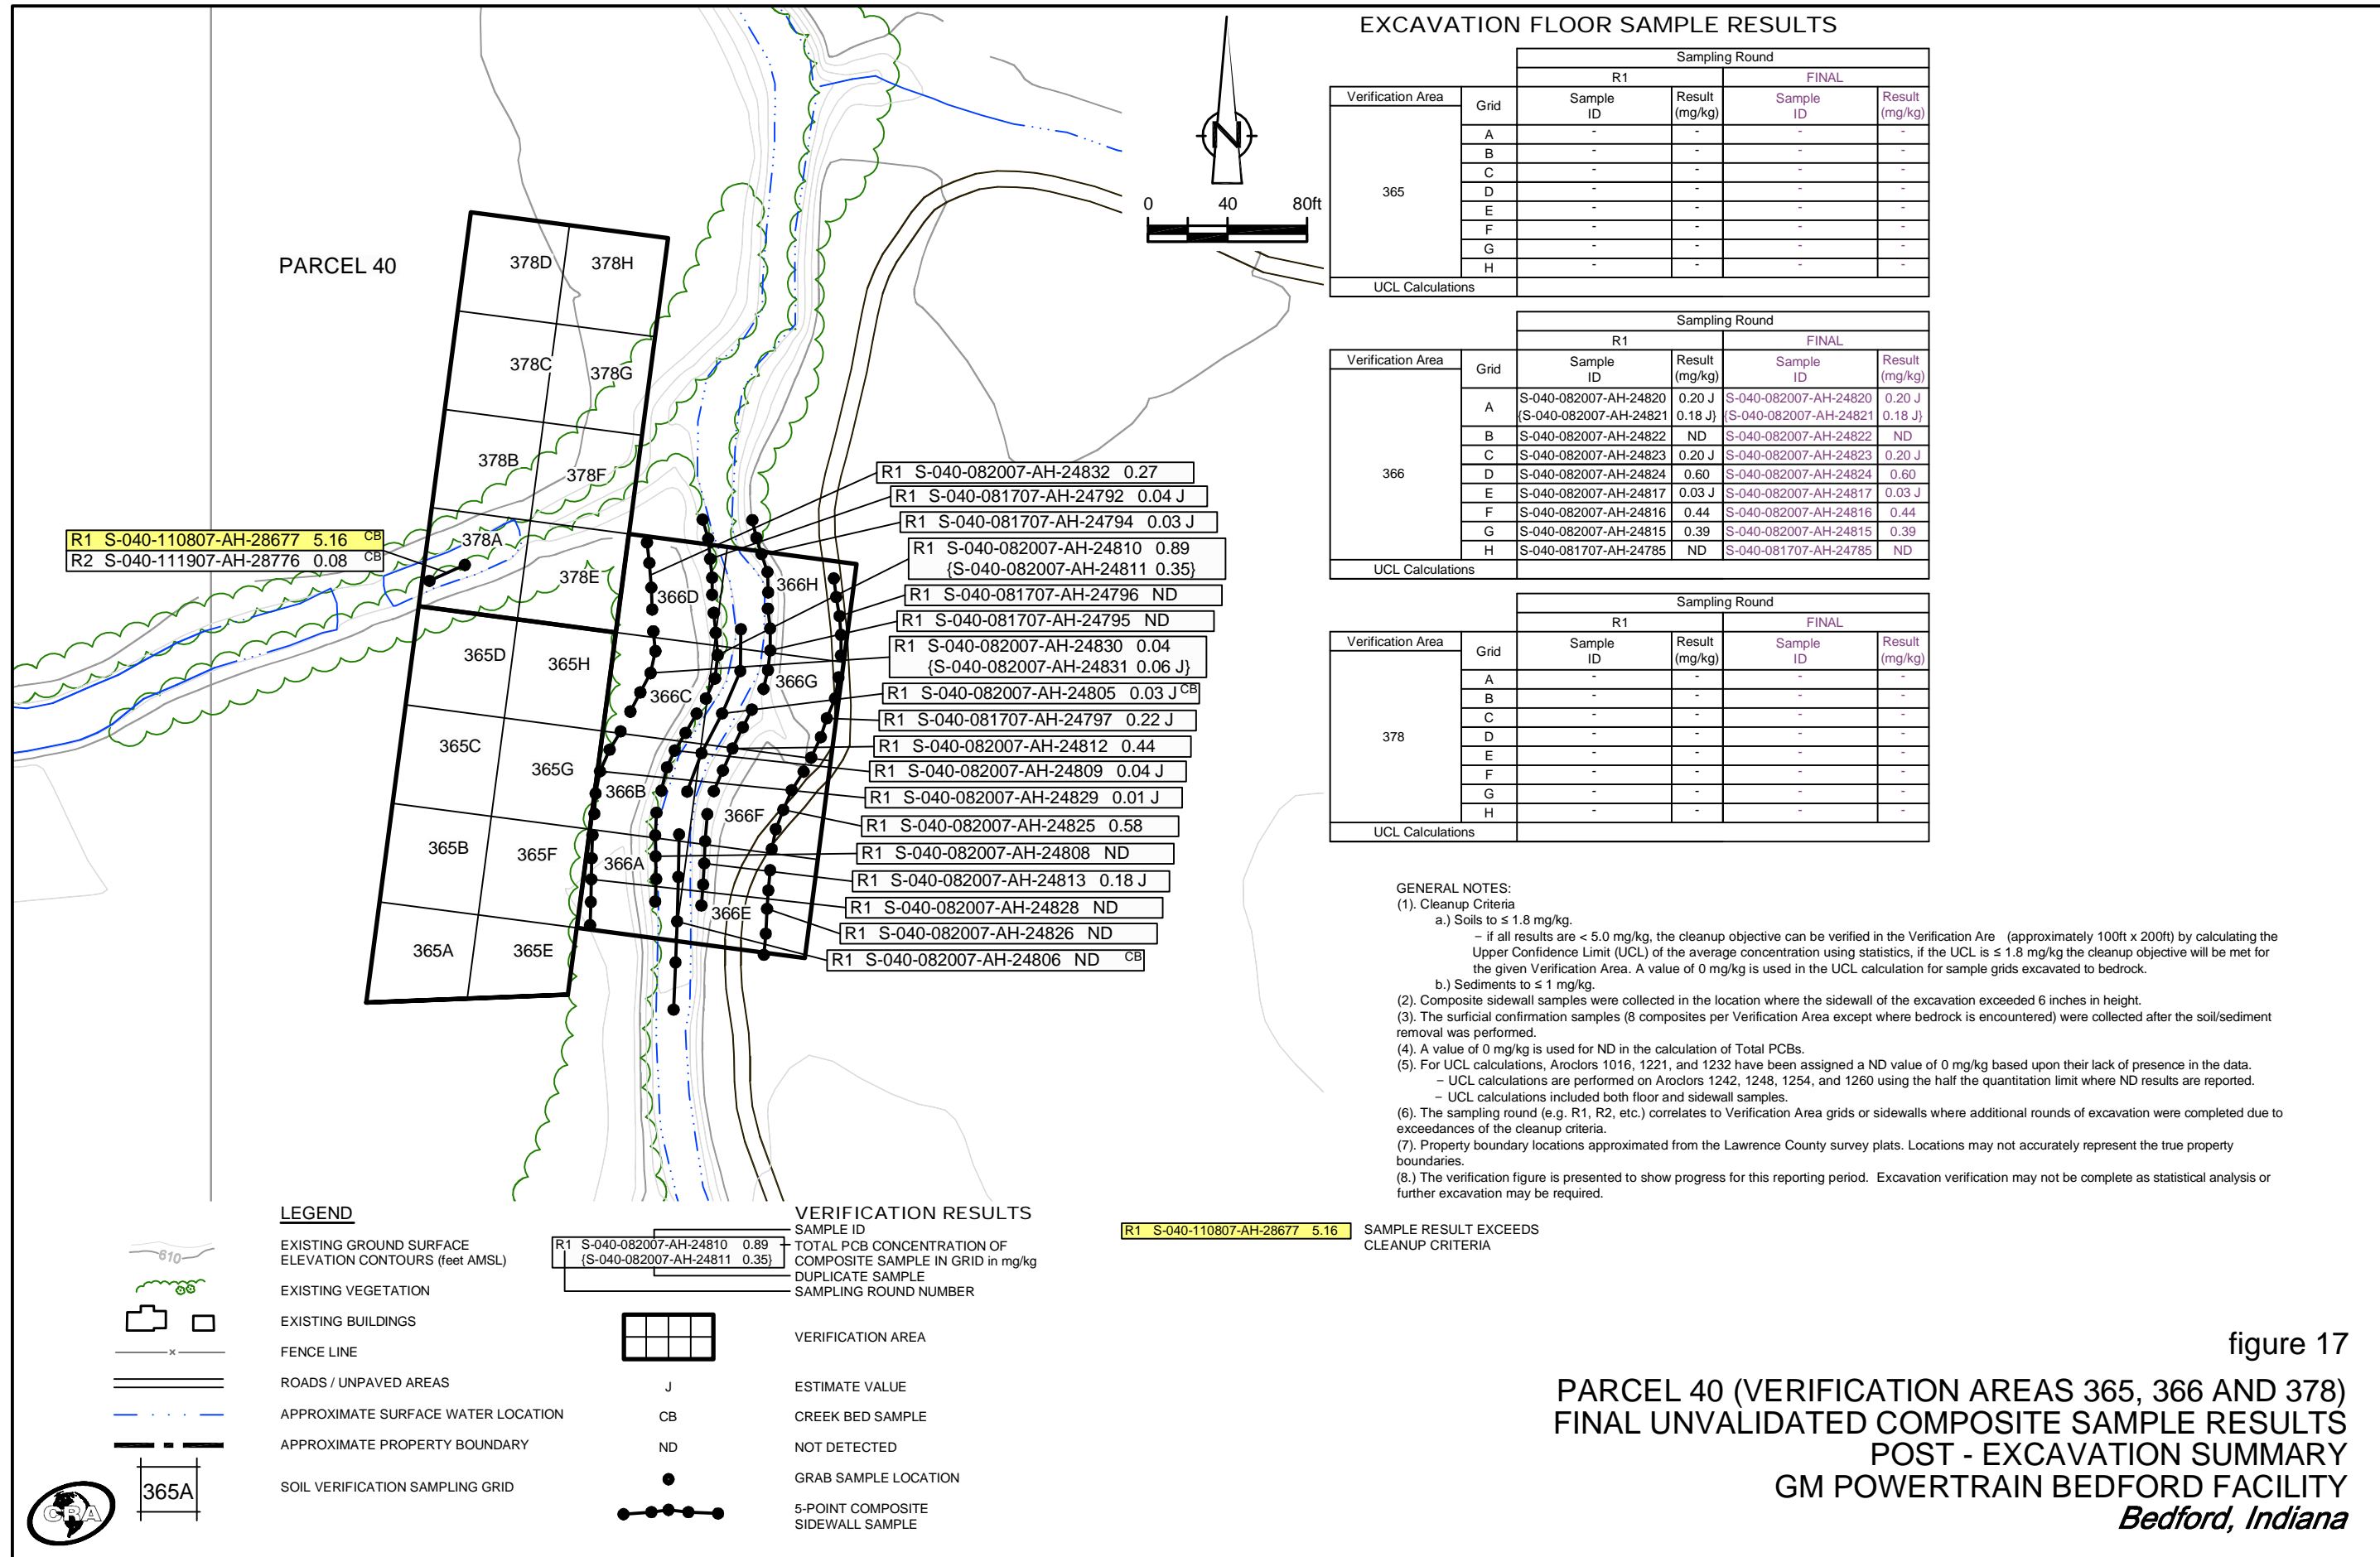 EXCAVATION FLOOR SAMPLE RESULTS
Sampling Round
R1 FINAL
Verification Area Grid Sample ID Result (mg/kg) Sample ID Result (mg/kg)
365
A - - - -
B - - - -
C - - - -
D - - - -
E - - - -
F - - - -
G - - - -
H - - - -
UCL Calculations
Sampling Round
R1 FINAL
Verification Area Grid Sample ID Result (mg/kg) Sample ID Result (mg/kg)
366
A S-040-082007-AH-24820 0.20 J S-040-082007-AH-24820 0.20 J
{S-040-082007-AH-24821 0.18 J} {S-040-082007-AH-24821 0.18 J}
B S-040-082007-AH-24822 ND S-040-082007-AH-24822 ND
C S-040-082007-AH-24823 0.20 J S-040-082007-AH-24823 0.20 J
D S-040-082007-AH-24824 0.60 S-040-082007-AH-24824 0.60
E S-040-082007-AH-24817 0.03 J S-040-082007-AH-24817 0.03 J
F S-040-082007-AH-24816 0.44 S-040-082007-AH-24816 0.44
G S-040-082007-AH-24815 0.39 S-040-082007-AH-24815 0.39
H S-040-081707-AH-24785 ND S-040-081707-AH-24785 ND
UCL Calculations
Sampling Round
R1 FINAL
Verification Area Grid Sample ID Result (mg/kg) Sample ID Result (mg/kg)
378
A - - - -
B - - - -
C - - - -
D - - - -
E - - - -
F - - - -
G - - - -
H - - - -
UCL Calculations
N
0 40 80ft
PARCEL 40
378D 378H
378C 378G
378B 378F
378A 378E
365D 365H
365C 365G
365B 365F
365A 365E
366D 366H
366C 366G
366B 366F
366A 366E
R1 S-040-110807-AH-28677 5.16 CB
R2 S-040-111907-AH-28776 0.08 CB
R1 S-040-082007-AH-24832 0.27
R1 S-040-081707-AH-24792 0.04 J
R1 S-040-081707-AH-24794 0.03 J
R1 S-040-082007-AH-24810 0.89
{S-040-082007-AH-24811 0.35}
R1 S-040-081707-AH-24796 ND
R1 S-040-081707-AH-24795 ND
R1 S-040-082007-AH-24830 0.04
{S-040-082007-AH-24831 0.06 J}
R1 S-040-082007-AH-24805 0.03 J CB
R1 S-040-081707-AH-24797 0.22 J
R1 S-040-082007-AH-24812 0.44
R1 S-040-082007-AH-24809 0.04 J
R1 S-040-082007-AH-24829 0.01 J
R1 S-040-082007-AH-24825 0.58
R1 S-040-082007-AH-24808 ND
R1 S-040-082007-AH-24813 0.18 J
R1 S-040-082007-AH-24828 ND
R1 S-040-082007-AH-24826 ND
R1 S-040-082007-AH-24806 ND CB
GENERAL NOTES:
(1). Cleanup Criteria
a.) Soils to ≤ 1.8 mg/kg.
– if all results are < 5.0 mg/kg, the cleanup objective can be verified in the Verification Are (approximately 100ft x 200ft) by calculating the
Upper Confidence Limit (UCL) of the average concentration using statistics, if the UCL is ≤ 1.8 mg/kg the cleanup objective will be met for
the given Verification Area. A value of 0 mg/kg is used in the UCL calculation for sample grids excavated to bedrock.
b.) Sediments to ≤ 1 mg/kg.
(2). Composite sidewall samples were collected in the location where the sidewall of the excavation exceeded 6 inches in height.
(3). The surficial confirmation samples (8 composites per Verification Area except where bedrock is encountered) were collected after the soil/sediment
removal was performed.
(4). A value of 0 mg/kg is used for ND in the calculation of Total PCBs.
(5). For UCL calculations, Aroclors 1016, 1221, and 1232 have been assigned a ND value of 0 mg/kg based upon their lack of presence in the data.
– UCL calculations are performed on Aroclors 1242, 1248, 1254, and 1260 using the half the quantitation limit where ND results are reported.
– UCL calculations included both floor and sidewall samples.
(6). The sampling round (e.g. R1, R2, etc.) correlates to Verification Area grids or sidewalls where additional rounds of excavation were completed due to
exceedances of the cleanup criteria.
(7). Property boundary locations approximated from the Lawrence County survey plats. Locations may not accurately represent the true property
boundaries.
(8.) The verification figure is presented to show progress for this reporting period. Excavation verification may not be complete as statistical analysis or
further excavation may be required.
LEGEND
610
EXISTING GROUND SURFACE
ELEVATION CONTOURS (feet AMSL)
EXISTING VEGETATION
EXISTING BUILDINGS
x
FENCE LINE
ROADS / UNPAVED AREAS
APPROXIMATE SURFACE WATER LOCATION
APPROXIMATE PROPERTY BOUNDARY
365A
SOIL VERIFICATION SAMPLING GRID
CRA
VERIFICATION RESULTS
R1 S-040-082007-AH-24810 0.89
{S-040-082007-AH-24811 0.35}
SAMPLE ID
TOTAL PCB CONCENTRATION OF
COMPOSITE SAMPLE IN GRID in mg/kg
DUPLICATE SAMPLE
SAMPLING ROUND NUMBER
VERIFICATION AREA
J ESTIMATE VALUE
CB CREEK BED SAMPLE
ND NOT DETECTED
GRAB SAMPLE LOCATION
5-POINT COMPOSITE
SIDEWALL SAMPLE
R1 S-040-110807-AH-28677 5.16
SAMPLE RESULT EXCEEDS
CLEANUP CRITERIA
figure 17
PARCEL 40 (VERIFICATION AREAS 365, 366 AND 378)
FINAL UNVALIDATED COMPOSITE SAMPLE RESULTS
POST - EXCAVATION SUMMARY
GM POWERTRAIN BEDFORD FACILITY
Bedford, Indiana